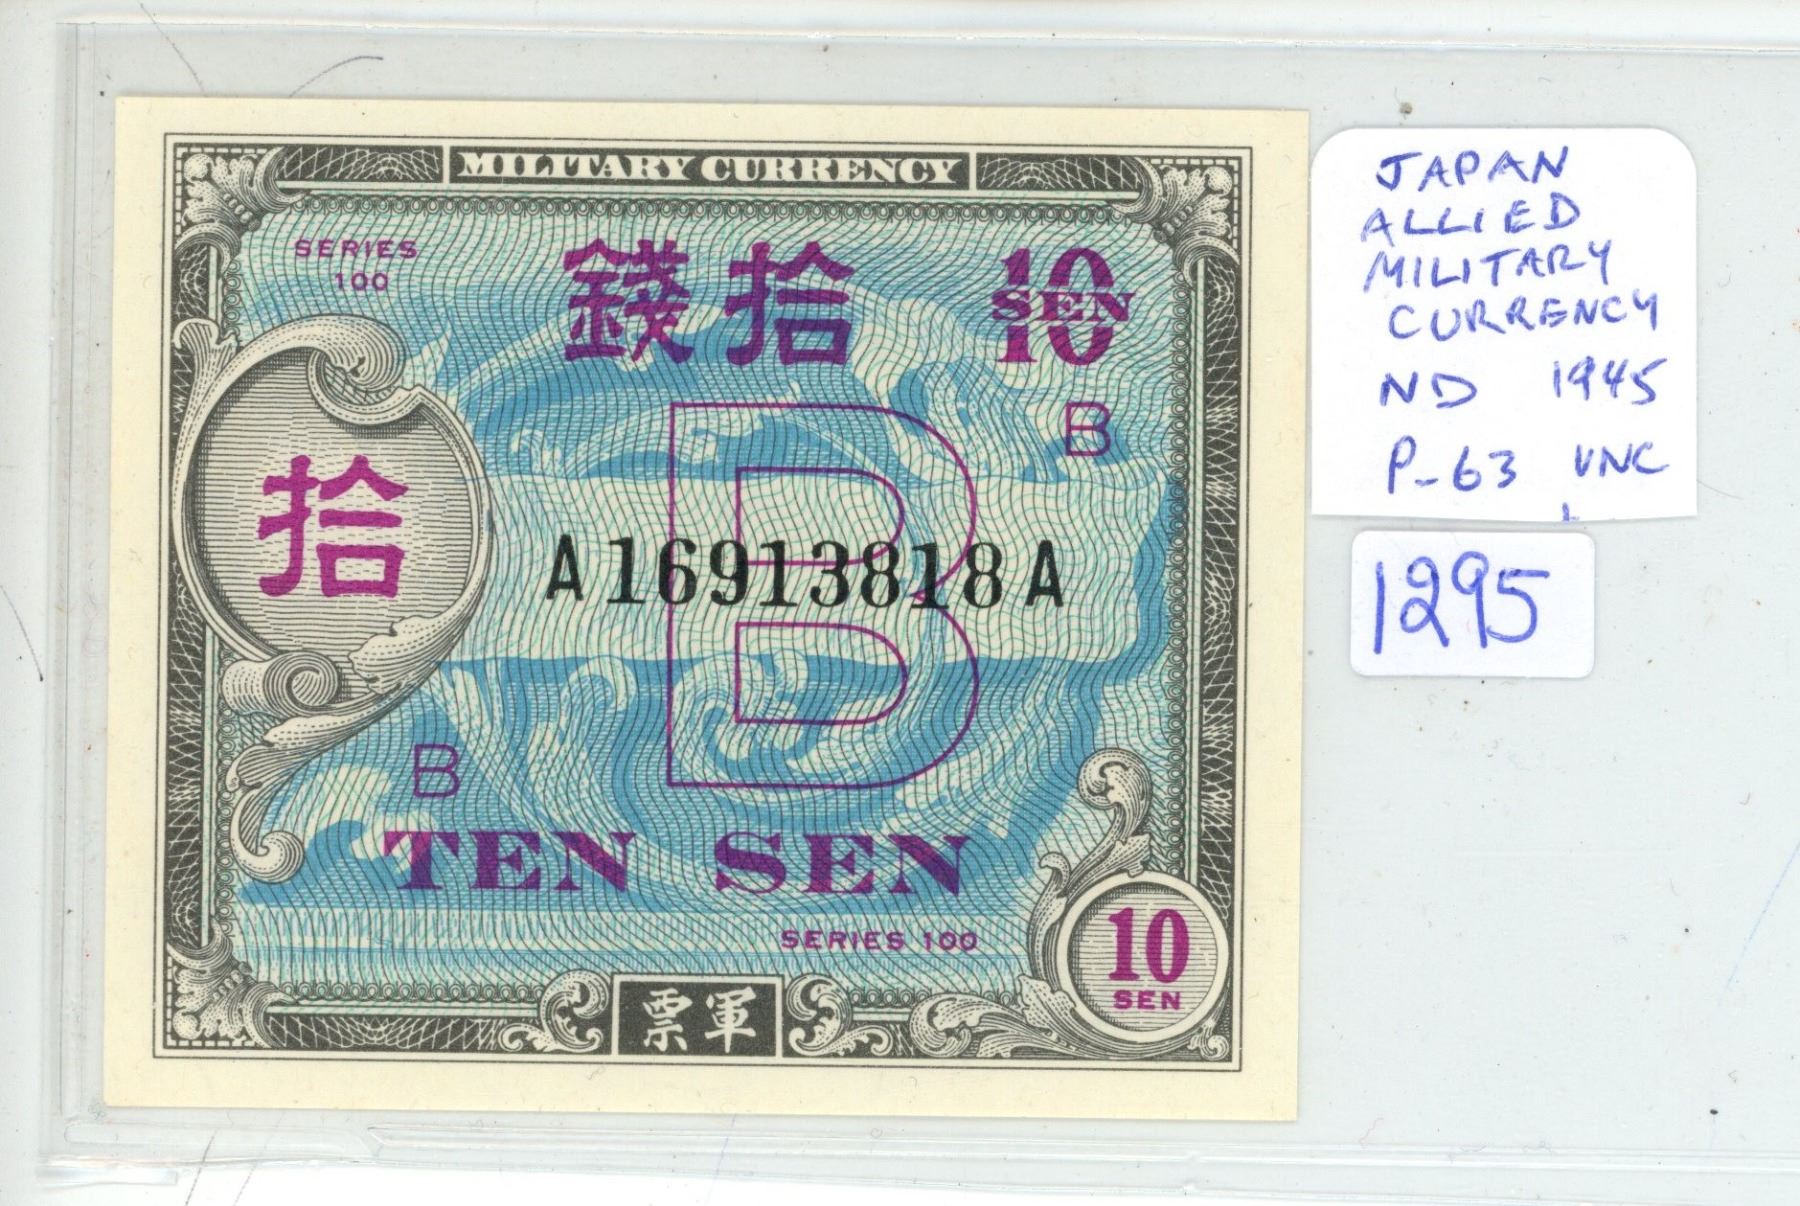 MILITARY CURRENCY
SERIES
100
錢拾
10
SEN
B
拾
B
A16913818A
B
TEN SEN
SERIES 100
10
SEN
票軍
JAPAN
ALLIED
MILITARY
CURRENCY
ND 1945
P-63 UNC
1295